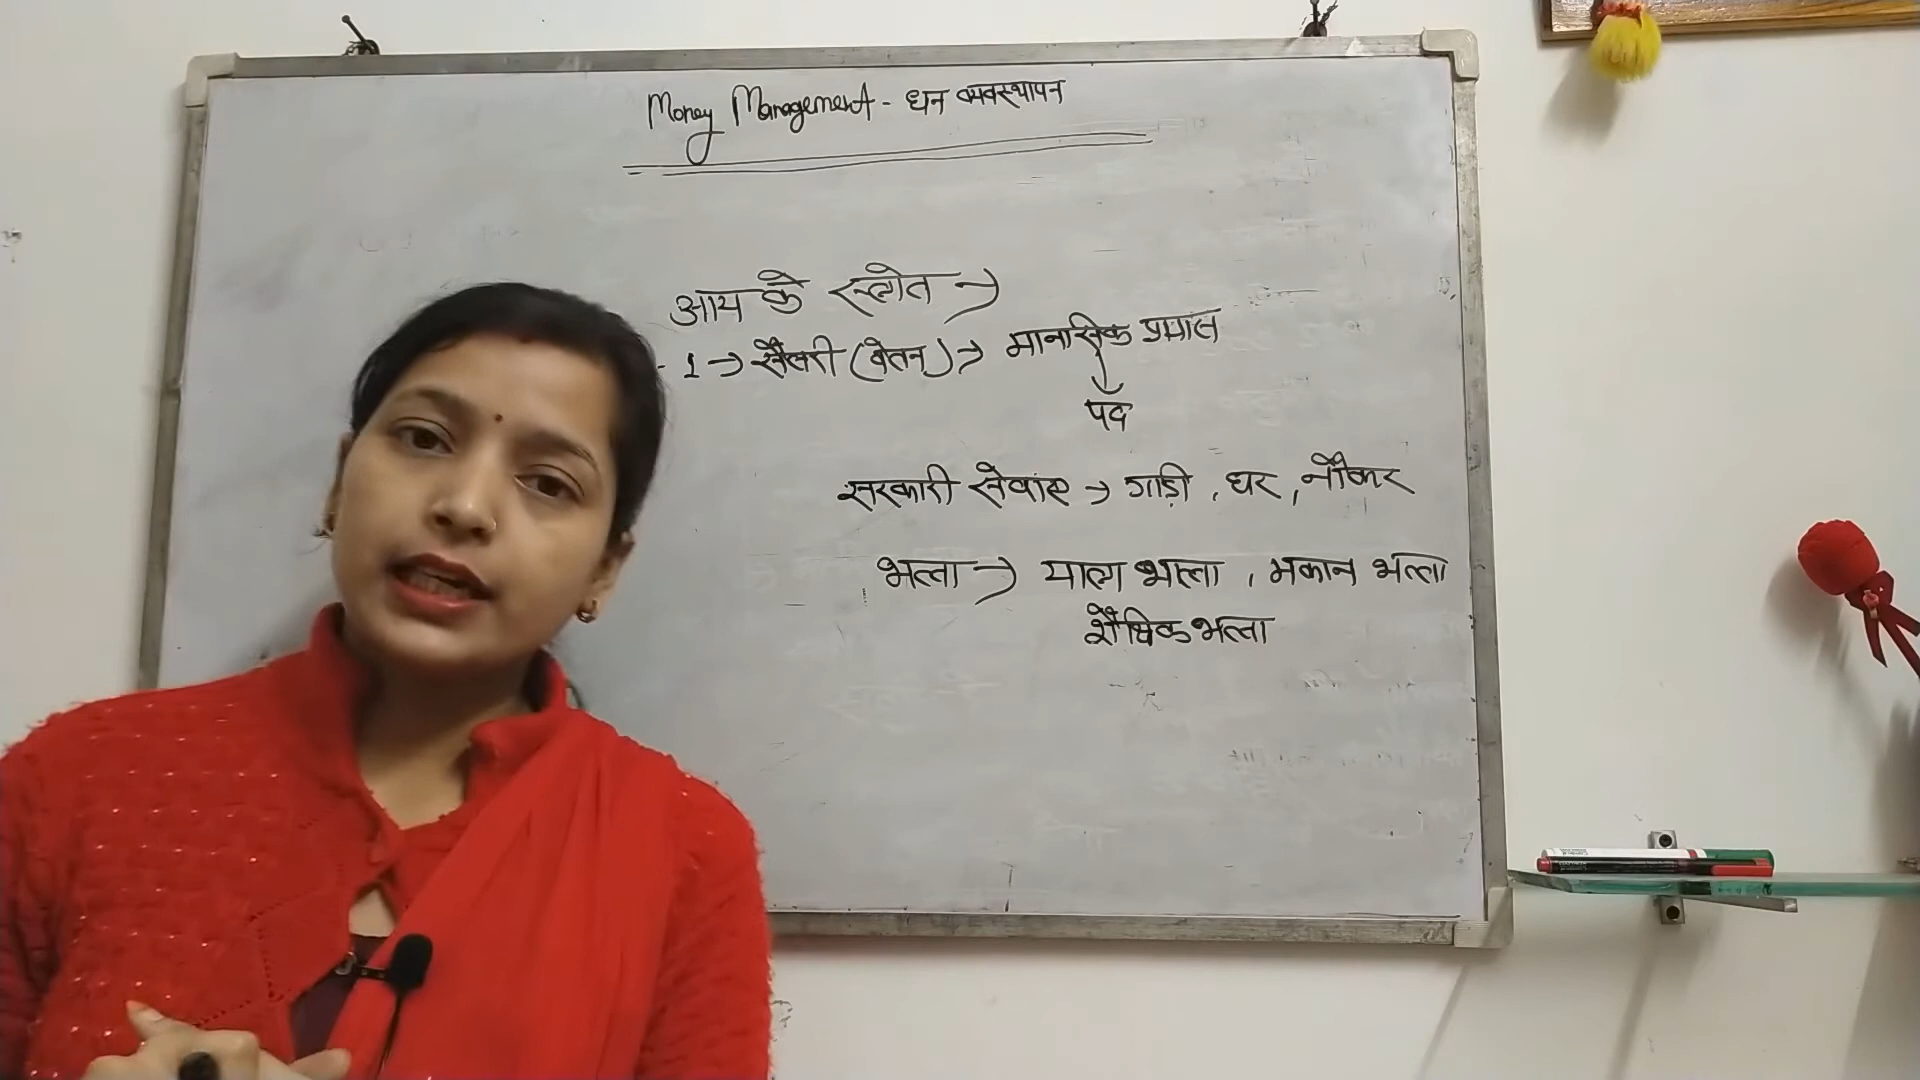 Money Management - धन व्यवस्थापन
आय के स्त्रोत →
1 → सैलरी (वेतन) → मानसिक प्रयास
पद
सरकारी सेवाए → गाड़ी , घर , नौकर
भत्ता → यात्रा भत्ता , मकान भत्ता
शैक्षिक भत्ता